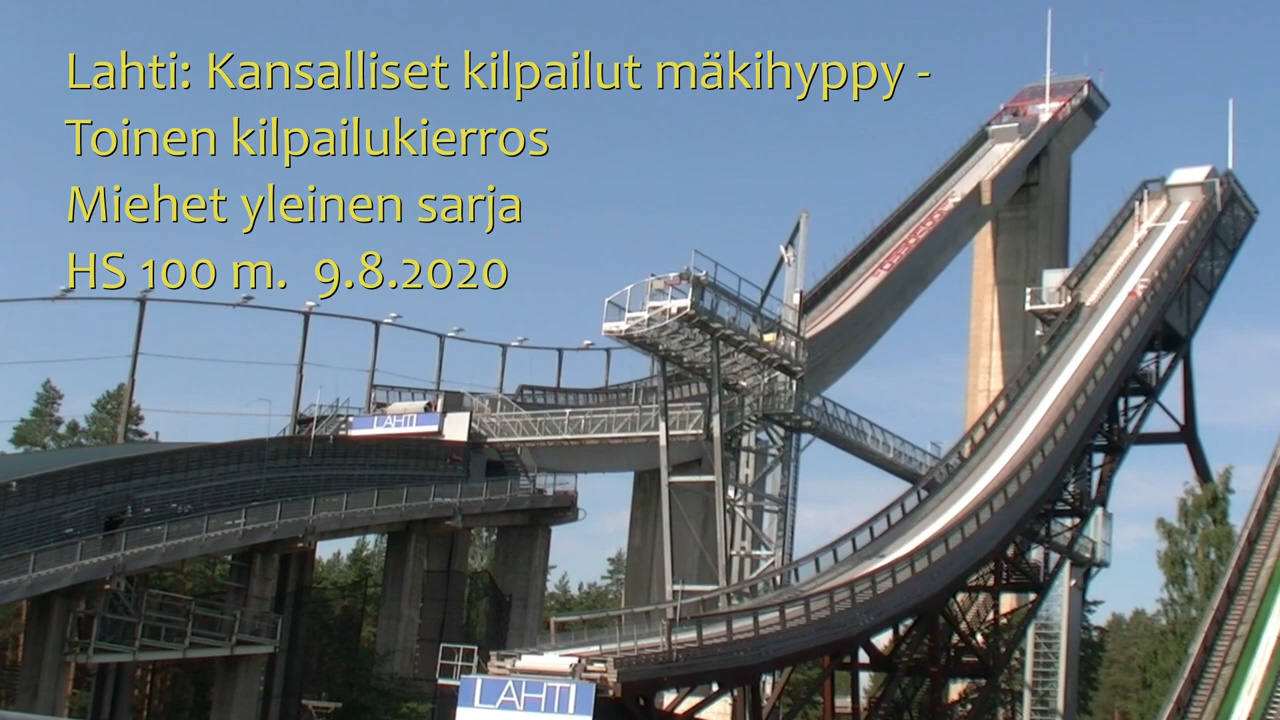 Lahti: Kansalliset kilpailut mäkihyppy -
Toinen kilpailukierros
Miehet yleinen sarja
HS 100 m.  9.8.2020
LAHTI
LAHTI